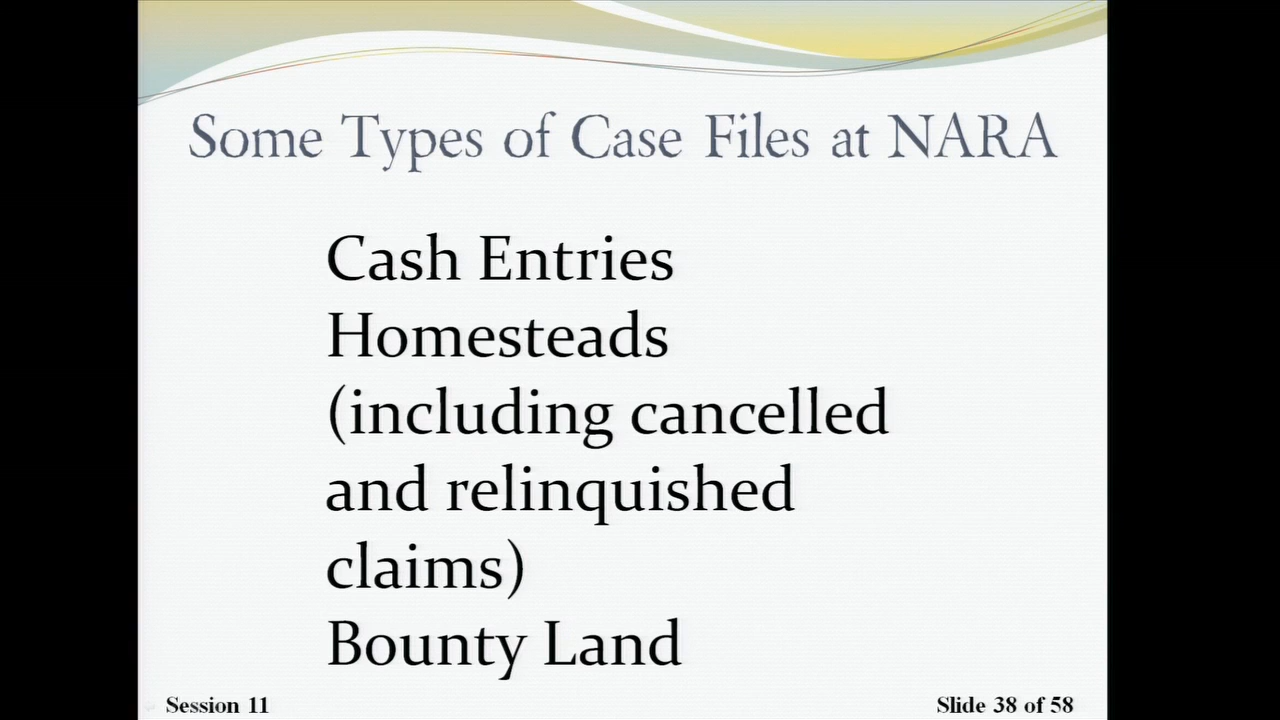 Some Types of Case Files at NARA
Cash Entries
Homesteads
(including cancelled
and relinquished
claims)
Bounty Land
Session 11
Slide 38 of 58